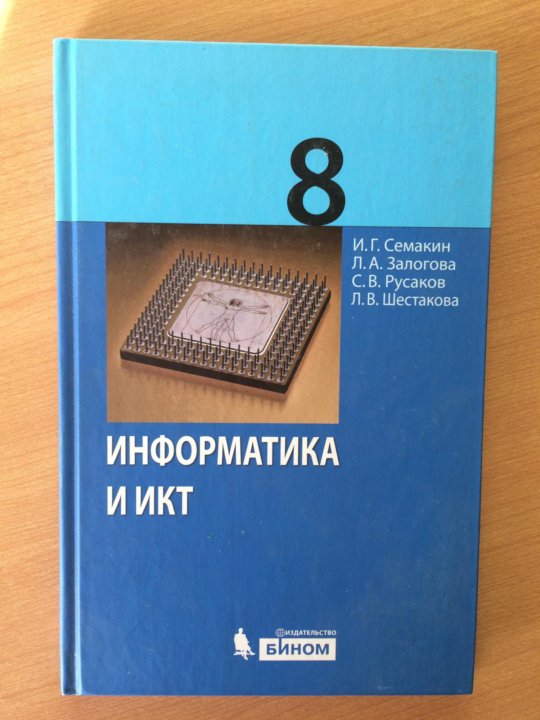 8
И. Г. Семакин
Л. А. Залогова
С. В. Русаков
Л. В. Шестакова
ИНФОРМАТИКА
И ИКТ
ИЗДАТЕЛЬСТВО
БИНОМ